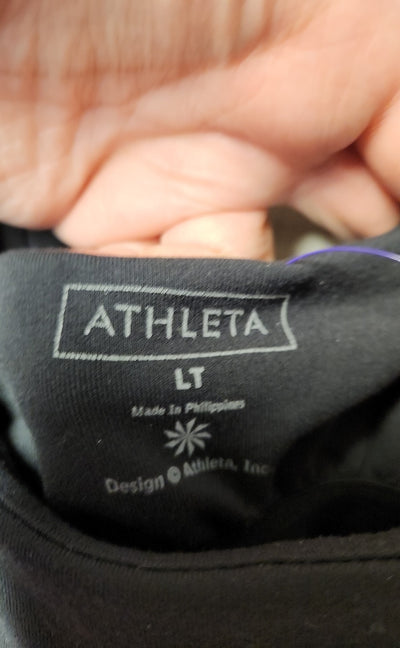 ATHLETA
LT
Made In Philippines
Design © Athleta, Inc